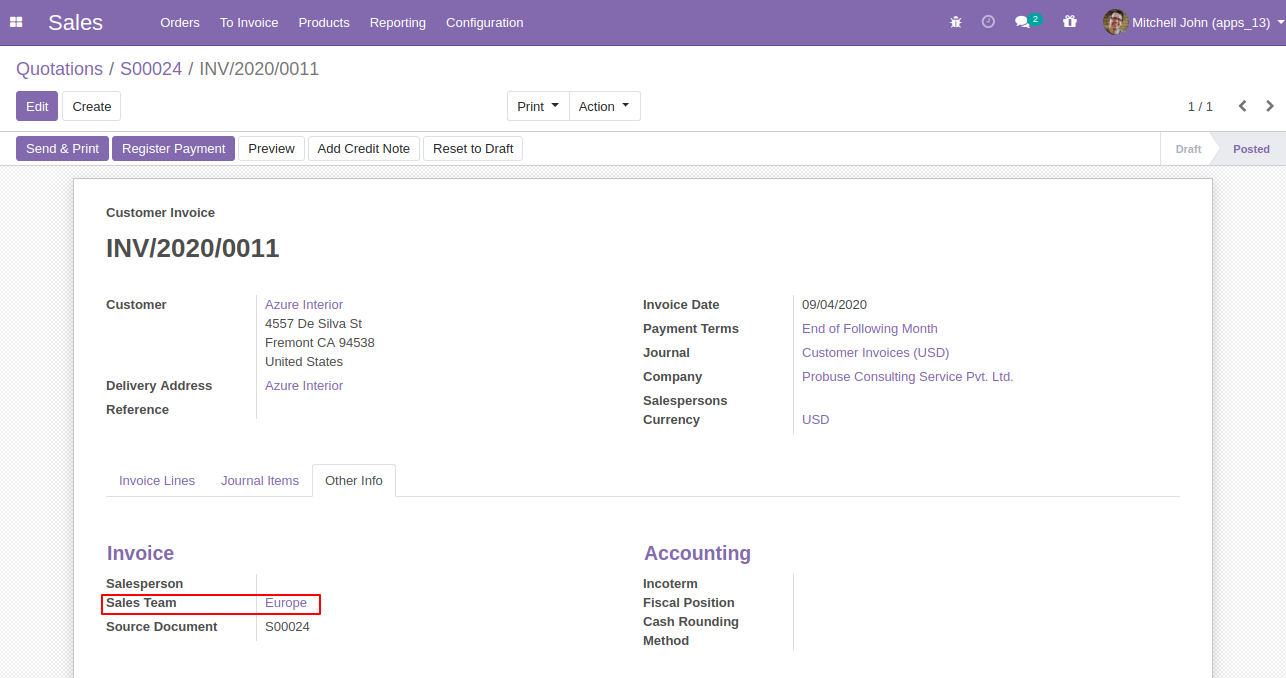 Sales Orders To Invoice Products Reporting Configuration 2 Mitchell John (apps_13)
Quotations / S00024 / INV/2020/0011
Edit Create Print Action 1 / 1
Send & Print Register Payment Preview Add Credit Note Reset to Draft Draft Posted
Customer Invoice
INV/2020/0011
Customer Azure Interior
4557 De Silva St
Fremont CA 94538
United States
Delivery Address Azure Interior
Reference
Invoice Date 09/04/2020
Payment Terms End of Following Month
Journal Customer Invoices (USD)
Company Probuse Consulting Service Pvt. Ltd.
Salespersons
Currency USD
Invoice Lines Journal Items Other Info
Invoice
Salesperson
Sales Team Europe
Source Document S00024
Accounting
Incoterm
Fiscal Position
Cash Rounding
Method